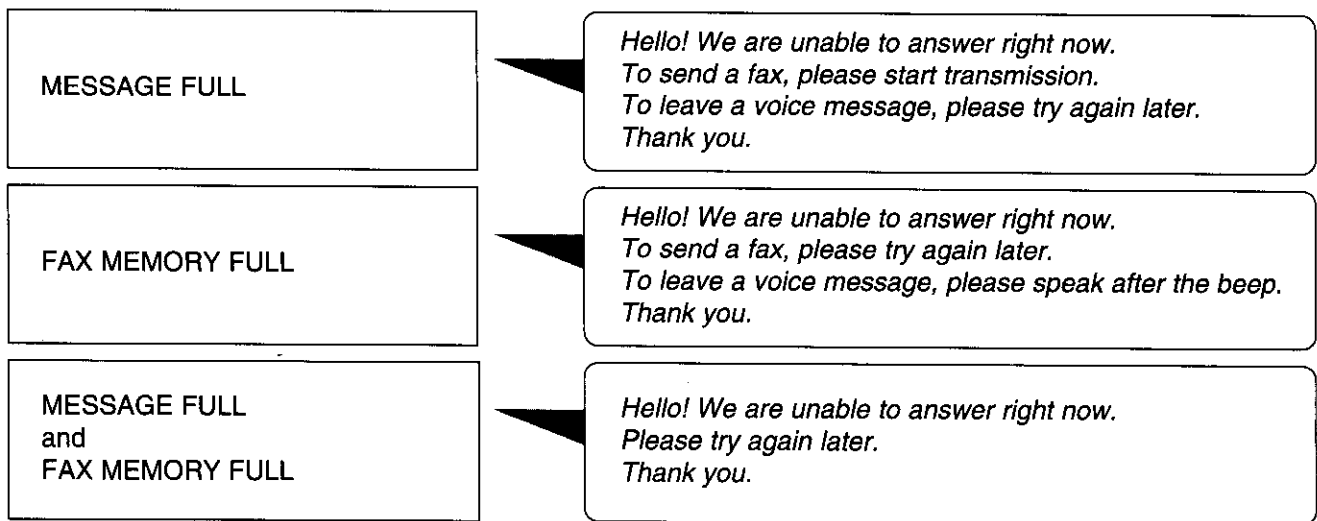 MESSAGE FULL
Hello! We are unable to answer right now.
To send a fax, please start transmission.
To leave a voice message, please try again later.
Thank you.
FAX MEMORY FULL
Hello! We are unable to answer right now.
To send a fax, please try again later.
To leave a voice message, please speak after the beep.
Thank you.
MESSAGE FULL
and
FAX MEMORY FULL
Hello! We are unable to answer right now.
Please try again later.
Thank you.